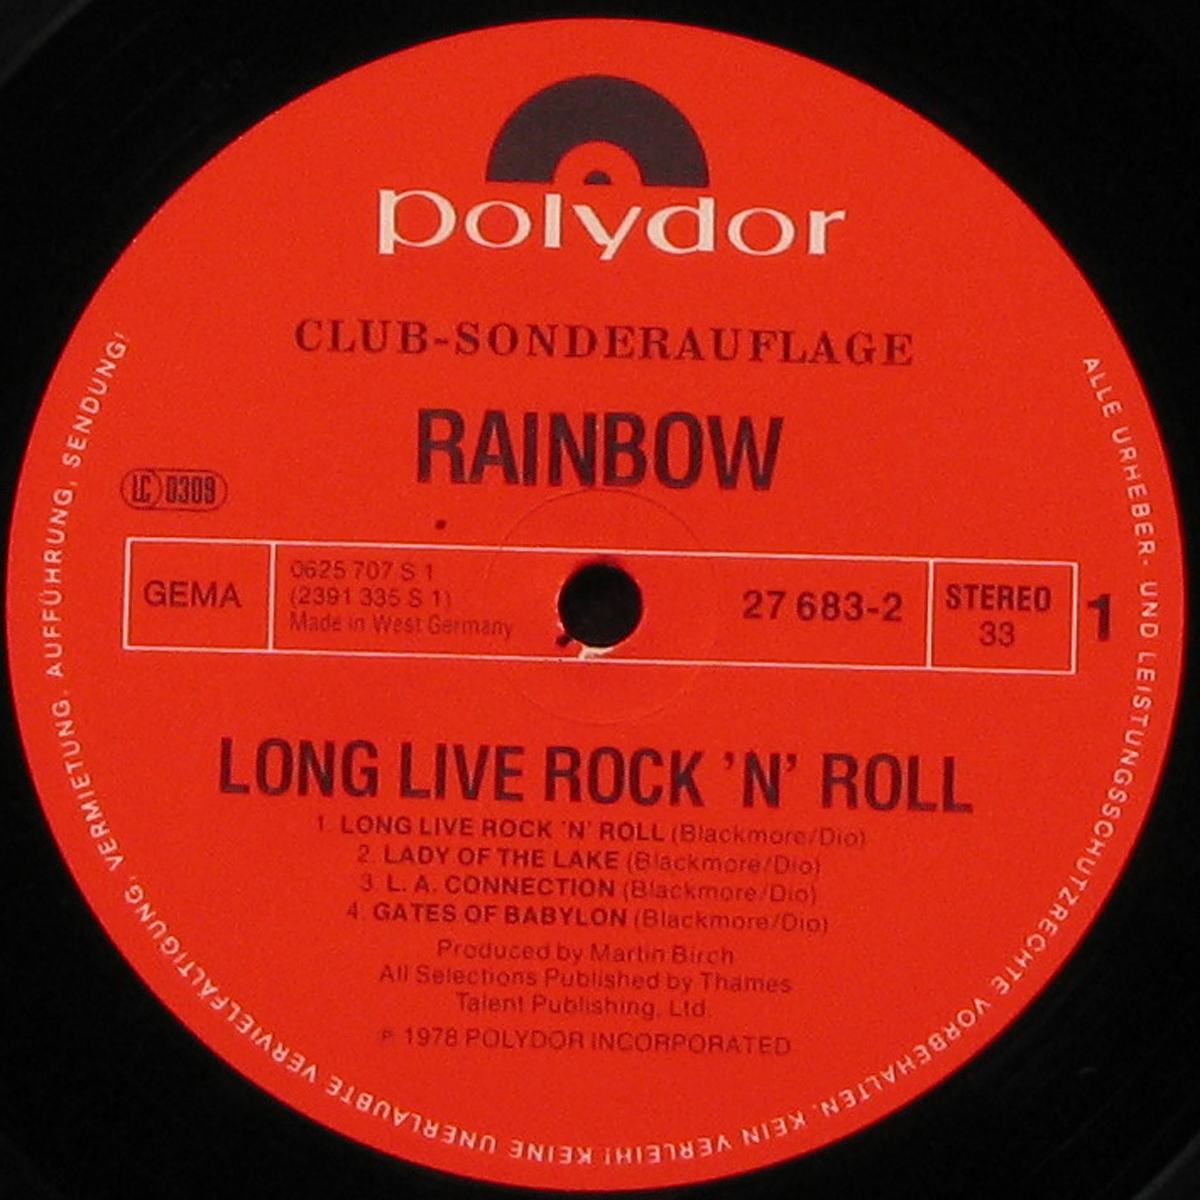 polydor
CLUB-SONDERAUFLAGE
RAINBOW
LC 0309
GEMA
0625 707 S 1
(2391 335 S 1)
Made in West Germany
27 683-2
STEREO
33
1
LONG LIVE ROCK 'N' ROLL
1. LONG LIVE ROCK 'N' ROLL (Blackmore/Dio)
2. LADY OF THE LAKE (Blackmore/Dio)
3. L. A. CONNECTION (Blackmore/Dio)
4. GATES OF BABYLON (Blackmore/Dio)
Produced by Martin Birch
All Selections Published by Thames
Talent Publishing, Ltd.
℗ 1978 POLYDOR INCORPORATED
ALLE URHEBER- UND LEISTUNGSSCHUTZRECHTE VORBEHALTEN. KEIN VERLEIH! KEINE UNERLAUBTE VERVIELFÄLTIGUNG, VERMIETUNG, AUFFÜHRUNG, SENDUNG!